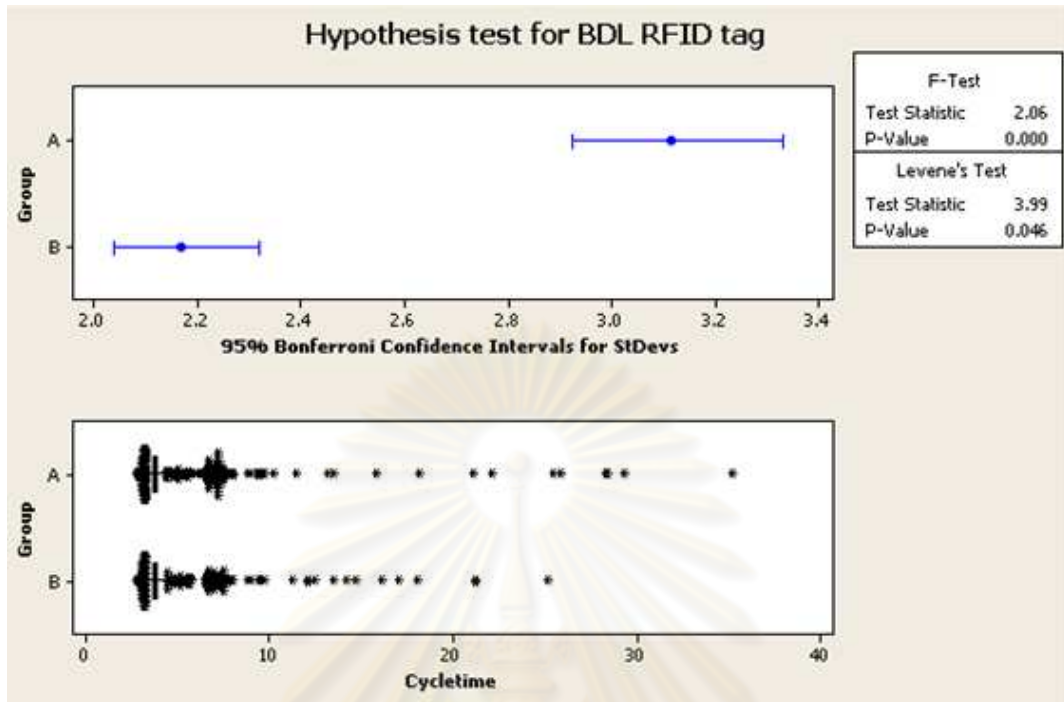 Hypothesis test for BDL RFID tag
F-Test
Test Statistic 2.06
P-Value 0.000
Levene's Test
Test Statistic 3.99
P-Value 0.046
Group
A
B
2.0 2.2 2.4 2.6 2.8 3.0 3.2 3.4
95% Bonferroni Confidence Intervals for StDevs
Group
A
B
0 10 20 30 40
Cycletime